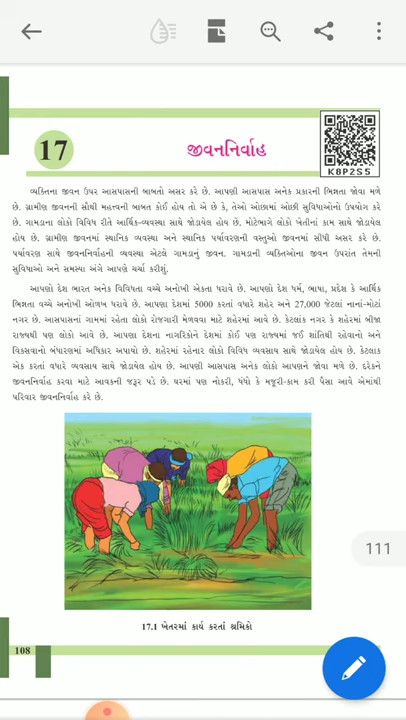 17
જીવનનિર્વાહ
KBP2S5
વ્યક્તિના જીવન ઉપર આસપાસની બાબતો અસર કરે છે. આપણી આસપાસ અનેક પ્રકારની ભિન્નતા જોવા મળે
છે. ગ્રામીણ જીવનની સૌથી મહત્ત્વની બાબત કોઈ હોય તો એ છે કે, તેઓ ઓછામાં ઓછી સુવિધાઓનો ઉપયોગ કરે
છે. ગામડાના લોકો વિવિધ રીતે આર્થિક-વ્યવસ્થા સાથે જોડાયેલ હોય છે. મોટેભાગે લોકો ખેતીનાં કામ સાથે જોડાયેલ
હોય છે. ગ્રામીણ જીવનમાં સ્થાનિક વ્યવસ્થા અને સ્થાનિક પર્યાવરણની વસ્તુઓ જીવનમાં સીધી અસર કરે છે.
પર્યાવરણ સાથે જીવનનિર્વાહની વ્યવસ્થા એટલે ગામડાનું જીવન. ગામડાની વ્યક્તિઓના જીવન ઉપરાંત તેમની
સુવિધાઓ અને સમસ્યા અંગે આપણે ચર્ચા કરીશું.
આપણો દેશ ભારત અનેક વિવિધતા વચ્ચે અનોખી એકતા ધરાવે છે. આપણો દેશ ધર્મ, ભાષા, પ્રદેશ કે આર્થિક
ભિન્નતા વચ્ચે અનોખી ઓળખ ધરાવે છે. આપણા દેશમાં 5000 કરતાં વધારે શહેર અને 27,000 જેટલાં નાનાં-મોટાં
નગર છે. આસપાસનાં ગામમાં રહેતા લોકો રોજગારી મેળવવા માટે શહેરમાં આવે છે. કેટલાંક નગર કે શહેરમાં બીજા
રાજ્યથી પણ લોકો આવે છે. આપણા દેશના નાગરિકોને દેશમાં કોઈ પણ રાજ્યમાં જઈ શાંતિથી રહેવાનો અને
વિકસવાનો બંધારણમાં અધિકાર અપાયો છે. શહેરોમાં રહેનાર લોકો વિવિધ વ્યવસાય સાથે જોડાયેલ હોય છે. કેટલાક
એક કરતાં વધારે વ્યવસાય સાથે જોડાયેલ હોય છે. આપણી આસપાસ અનેક લોકો આપણને જોવા મળે છે. દરેકને
જીવનનિર્વાહ કરવા માટે આવકની જરૂર પડે છે. ઘરમાં પણ નોકરી, ધંધો કે મજૂરી-કામ કરી પૈસા આવે એમાંથી
પરિવાર જીવનનિર્વાહ કરે છે.
111
17.1 ખેતરમાં કાર્ય કરતાં શ્રમિકો
108